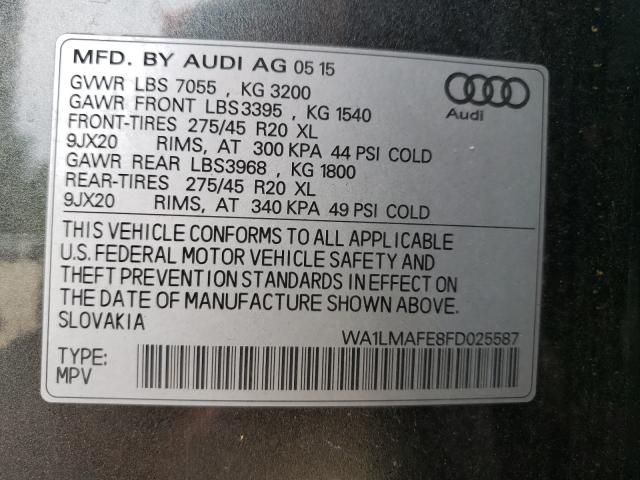 MFD. BY AUDI AG 05 15
GVWR LBS 7055 , KG 3200
GAWR FRONT LBS3395 , KG 1540
FRONT-TIRES 275/45 R20 XL
9JX20 RIMS, AT 300 KPA 44 PSI COLD
GAWR REAR LBS3968 , KG 1800
REAR-TIRES 275/45 R20 XL
9JX20 RIMS, AT 340 KPA 49 PSI COLD
Audi
THIS VEHICLE CONFORMS TO ALL APPLICABLE
U.S. FEDERAL MOTOR VEHICLE SAFETY AND
THEFT PREVENTION STANDARDS IN EFFECT ON
THE DATE OF MANUFACTURE SHOWN ABOVE.
SLOVAKIA
WA1LMAFE8FD025587
TYPE:
MPV